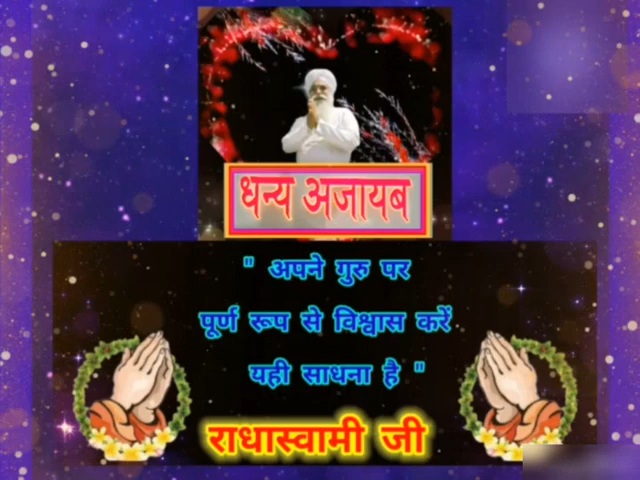 धन्य अजायब
" अपने गुरु पर
पूर्ण रूप से विश्वास करें
यही साधना है "
राधास्वामी जी